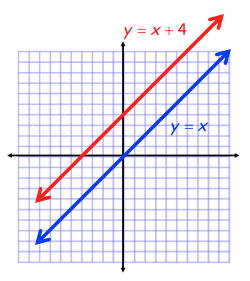 y = x + 4
y = x